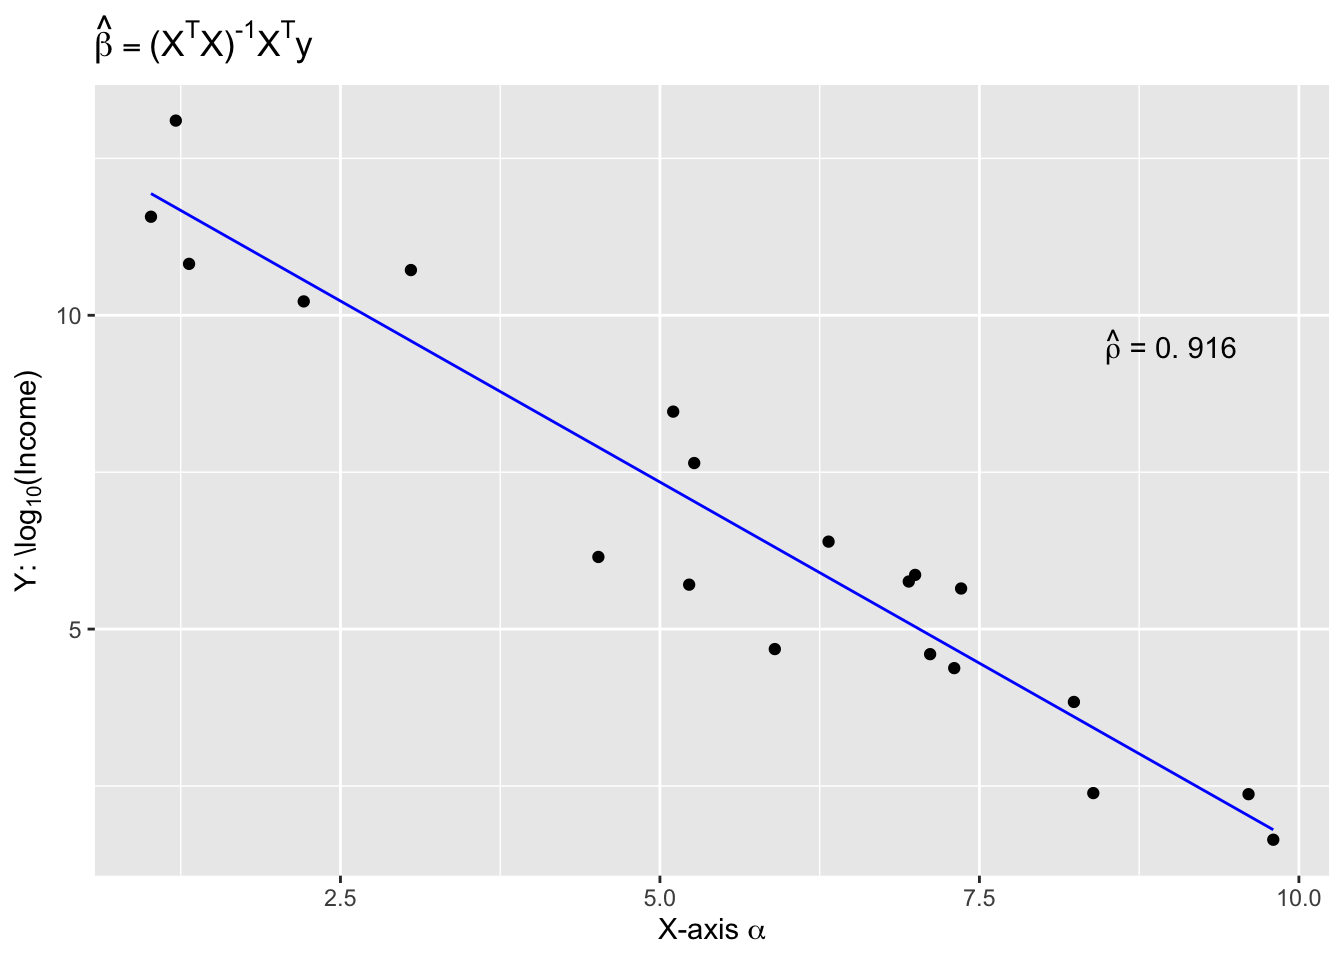 β̂ = (XᵀX)⁻¹Xᵀy
10
5
Y: \log₁₀(Income)
ρ̂ = 0. 916
2.5 5.0 7.5 10.0
X-axis α